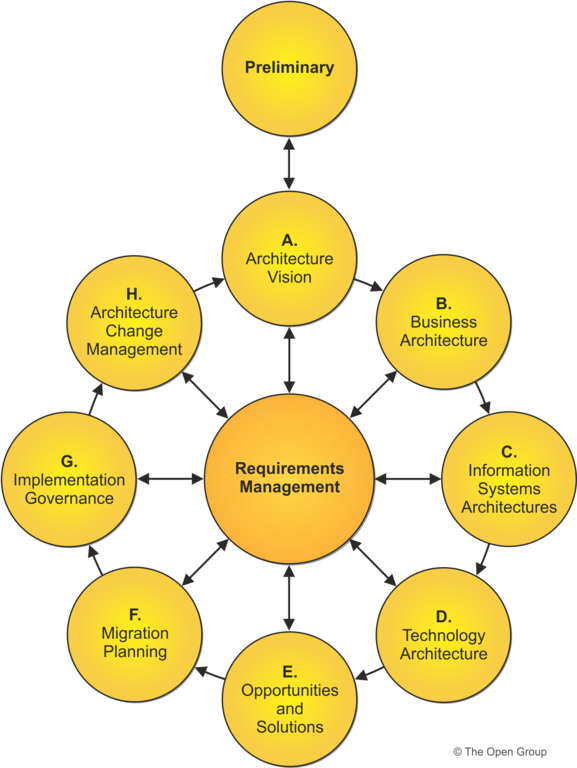 Preliminary
A.
Architecture
Vision
B.
Business
Architecture
C.
Information
Systems
Architectures
D.
Technology
Architecture
E.
Opportunities
and
Solutions
F.
Migration
Planning
G.
Implementation
Governance
H.
Architecture
Change
Management
Requirements
Management
© The Open Group